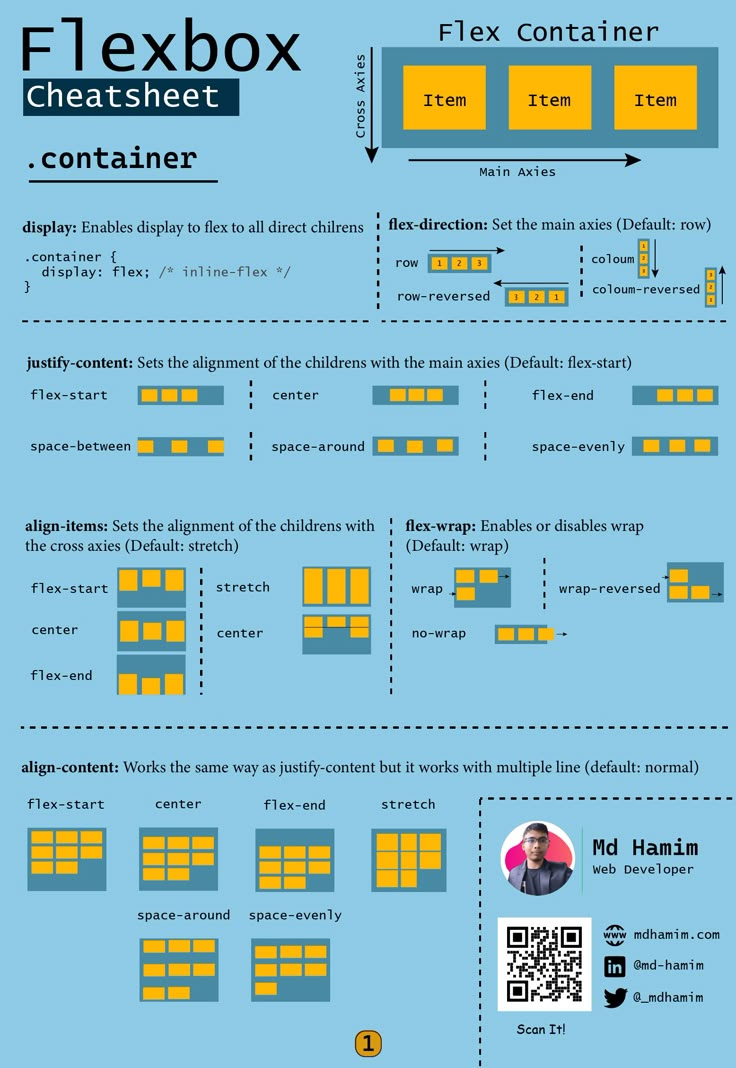 Flexbox
Cheatsheet
.container
Flex Container
Cross Axies
Item Item Item
Main Axies
display: Enables display to flex to all direct chilrens
.container {
display: flex; /* inline-flex */
}
flex-direction: Set the main axies (Default: row)
row
1 2 3
row-reversed
3 2 1
coloum
1
2
3
coloum-reversed
3
2
1
justify-content: Sets the alignment of the childrens with the main axies (Default: flex-start)
flex-start center flex-end
space-between space-around space-evenly
align-items: Sets the alignment of the childrens with
the cross axies (Default: stretch)
flex-start
center
flex-end
stretch
center
flex-wrap: Enables or disables wrap
(Default: wrap)
wrap
wrap-reversed
no-wrap
align-content: Works the same way as justify-content but it works with multiple line (default: normal)
flex-start center flex-end stretch
space-around space-evenly
Md Hamim
Web Developer
www mdhamim.com
in @md-hamim
@_mdhamim
Scan It!
1